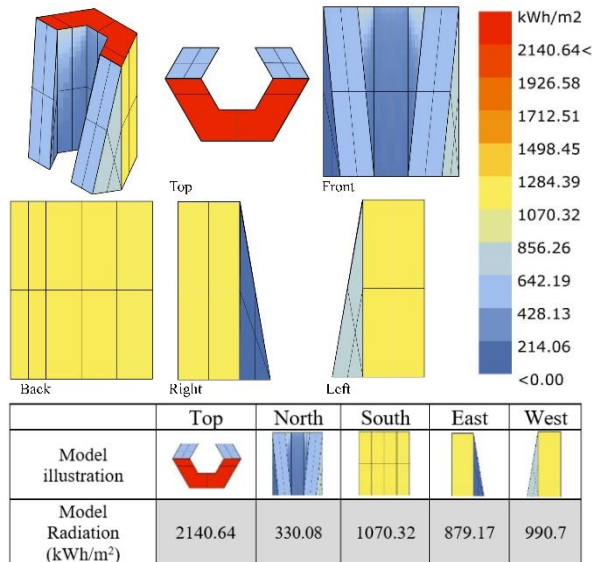 kWh/m2
2140.64<
1926.58
1712.51
1498.45
1284.39
1070.32
856.26
642.19
428.13
214.06
<0.00
Top
Front
Back
Right
Left
Top North South East West
Model illustration
Model Radiation (kWh/m²) 2140.64 330.08 1070.32 879.17 990.7